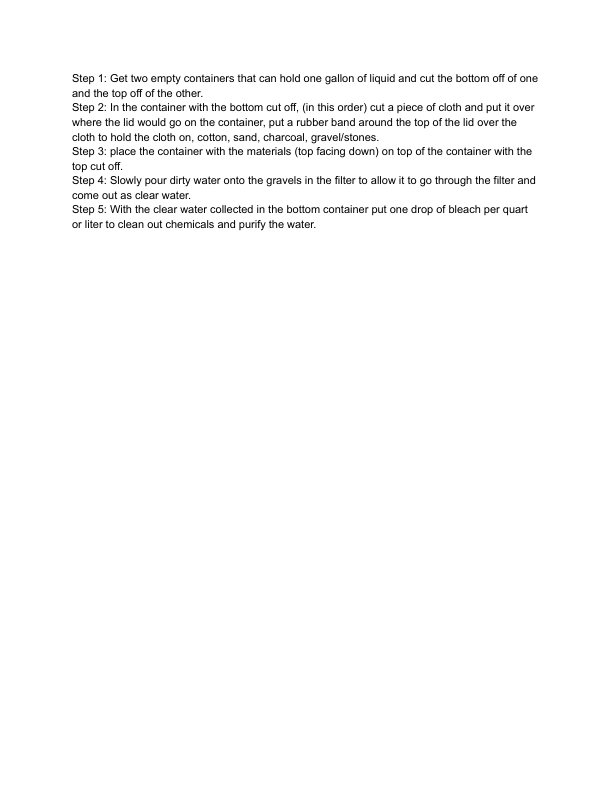 Step 1: Get two empty containers that can hold one gallon of liquid and cut the bottom off of one
and the top off of the other.
Step 2: In the container with the bottom cut off, (in this order) cut a piece of cloth and put it over
where the lid would go on the container, put a rubber band around the top of the lid over the
cloth to hold the cloth on, cotton, sand, charcoal, gravel/stones.
Step 3: place the container with the materials (top facing down) on top of the container with the
top cut off.
Step 4: Slowly pour dirty water onto the gravels in the filter to allow it to go through the filter and
come out as clear water.
Step 5: With the clear water collected in the bottom container put one drop of bleach per quart
or liter to clean out chemicals and purify the water.